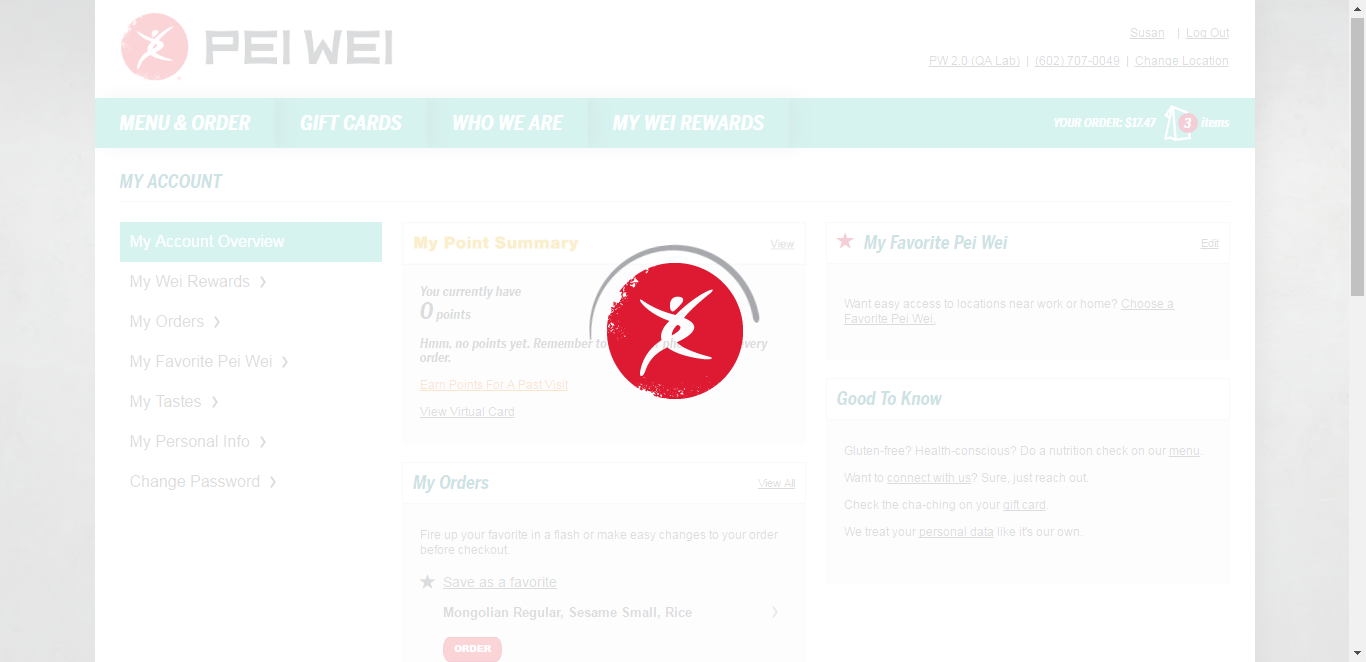 PEI WEI
Susan | Log Out
PW 2.0 (QA Lab) | (602) 707-0049 | Change Location
MENU & ORDER GIFT CARDS WHO WE ARE MY WEI REWARDS YOUR ORDER: $17.47 3 items
MY ACCOUNT
My Account Overview
My Wei Rewards
My Orders
My Favorite Pei Wei
My Tastes
My Personal Info
Change Password
My Point Summary View
You currently have
0 points
Hmm, no points yet. Remember to every
order.
Earn Points For A Past Visit
View Virtual Card
My Orders View All
Fire up your favorite in a flash or make easy changes to your order
before checkout.
Save as a favorite
Mongolian Regular, Sesame Small, Rice
ORDER
My Favorite Pei Wei Edit
Want easy access to locations near work or home? Choose a
Favorite Pei Wei.
Good To Know
Gluten-free? Health-conscious? Do a nutrition check on our menu.
Want to connect with us? Sure, just reach out.
Check the cha-ching on your gift card.
We treat your personal data like it's our own.